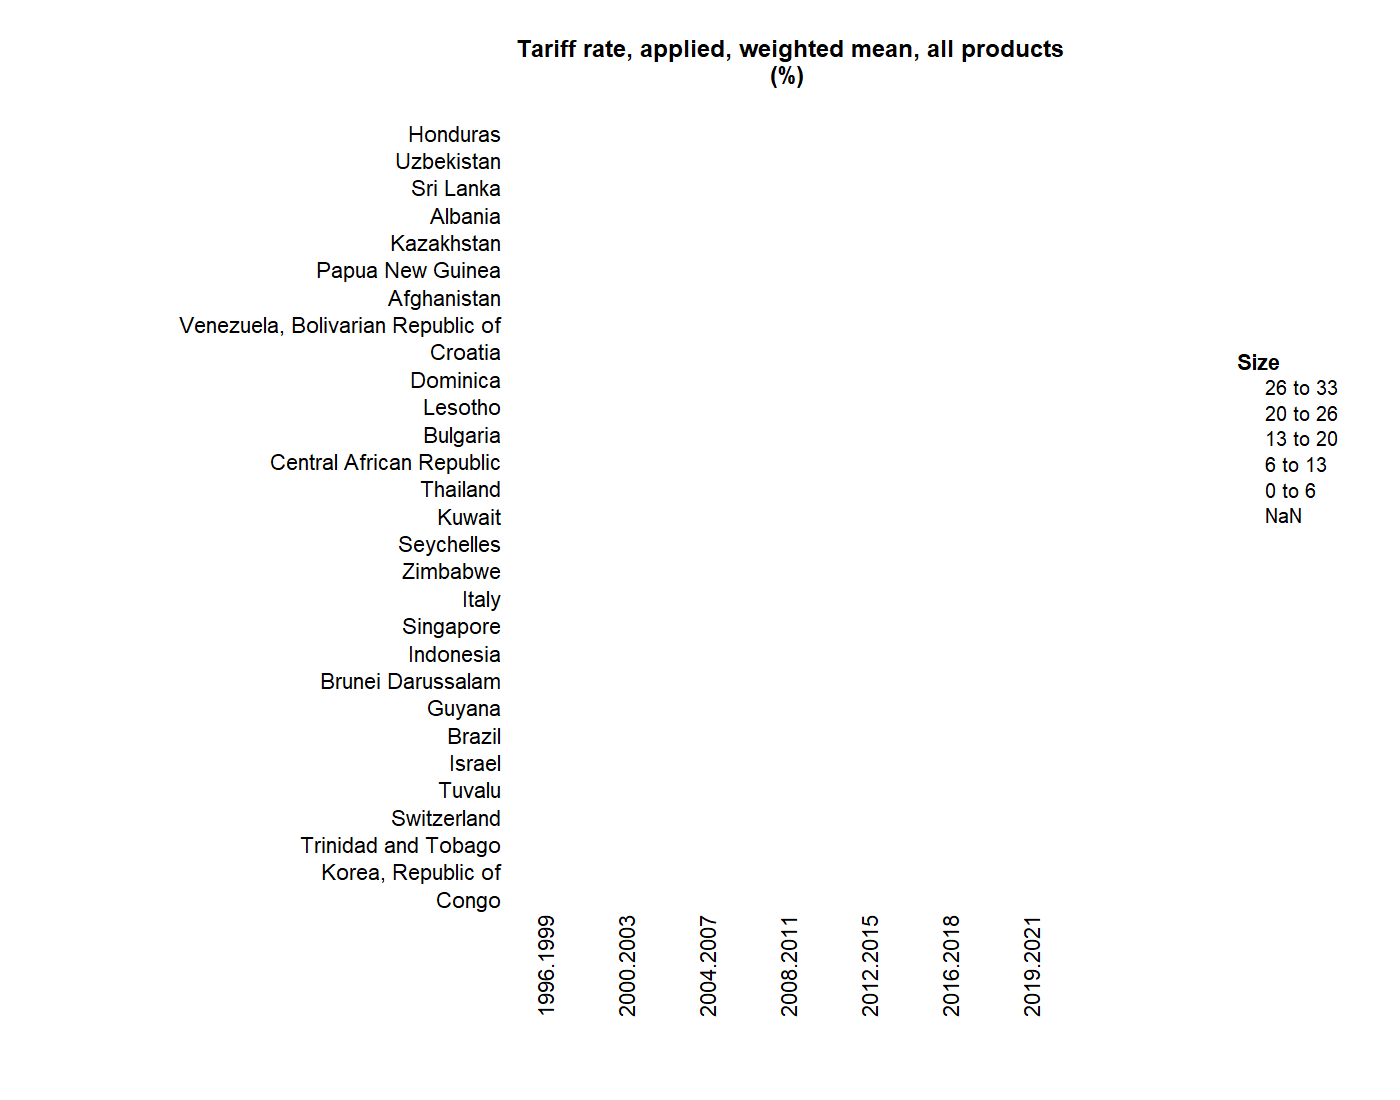 Tariff rate, applied, weighted mean, all products
(%)
Honduras
Uzbekistan
Sri Lanka
Albania
Kazakhstan
Papua New Guinea
Afghanistan
Venezuela, Bolivarian Republic of
Croatia
Dominica
Lesotho
Bulgaria
Central African Republic
Thailand
Kuwait
Seychelles
Zimbabwe
Italy
Singapore
Indonesia
Brunei Darussalam
Guyana
Brazil
Israel
Tuvalu
Switzerland
Trinidad and Tobago
Korea, Republic of
Congo
1996.1999
2000.2003
2004.2007
2008.2011
2012.2015
2016.2018
2019.2021
Size
26 to 33
20 to 26
13 to 20
6 to 13
0 to 6
NaN